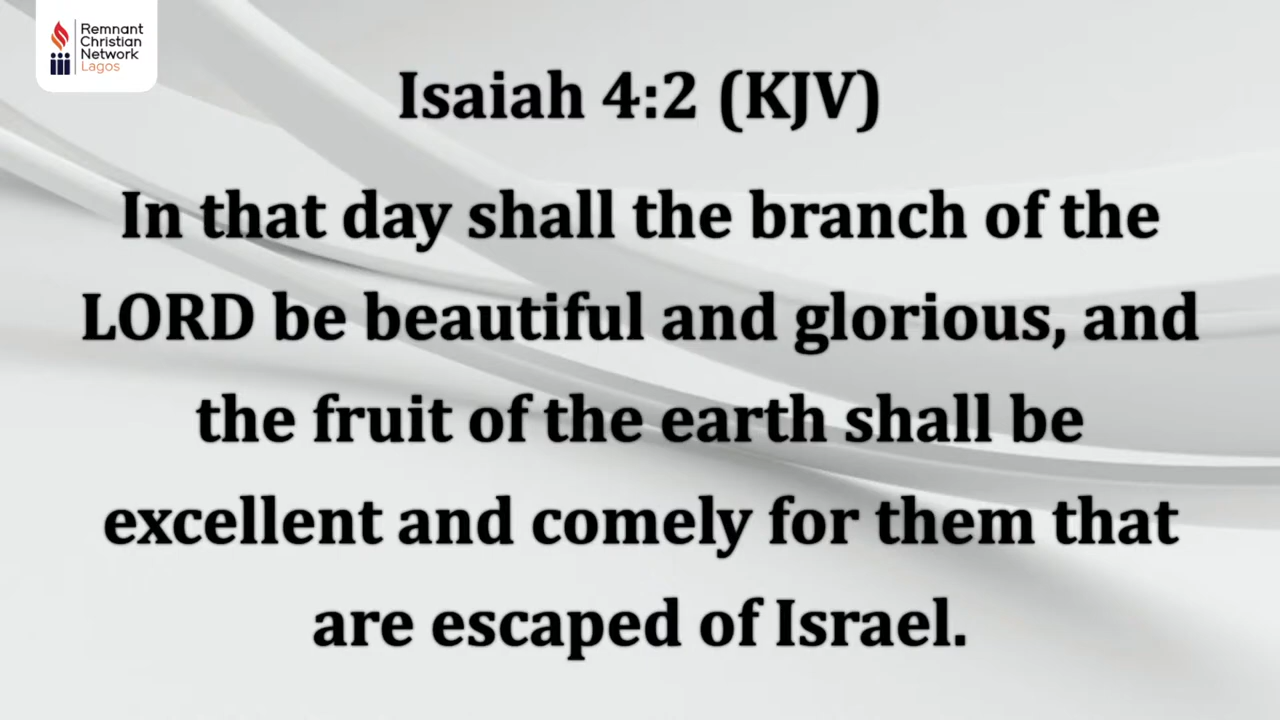 Remnant
Christian
Network
Lagos
Isaiah 4:2 (KJV)
In that day shall the branch of the
LORD be beautiful and glorious, and
the fruit of the earth shall be
excellent and comely for them that
are escaped of Israel.